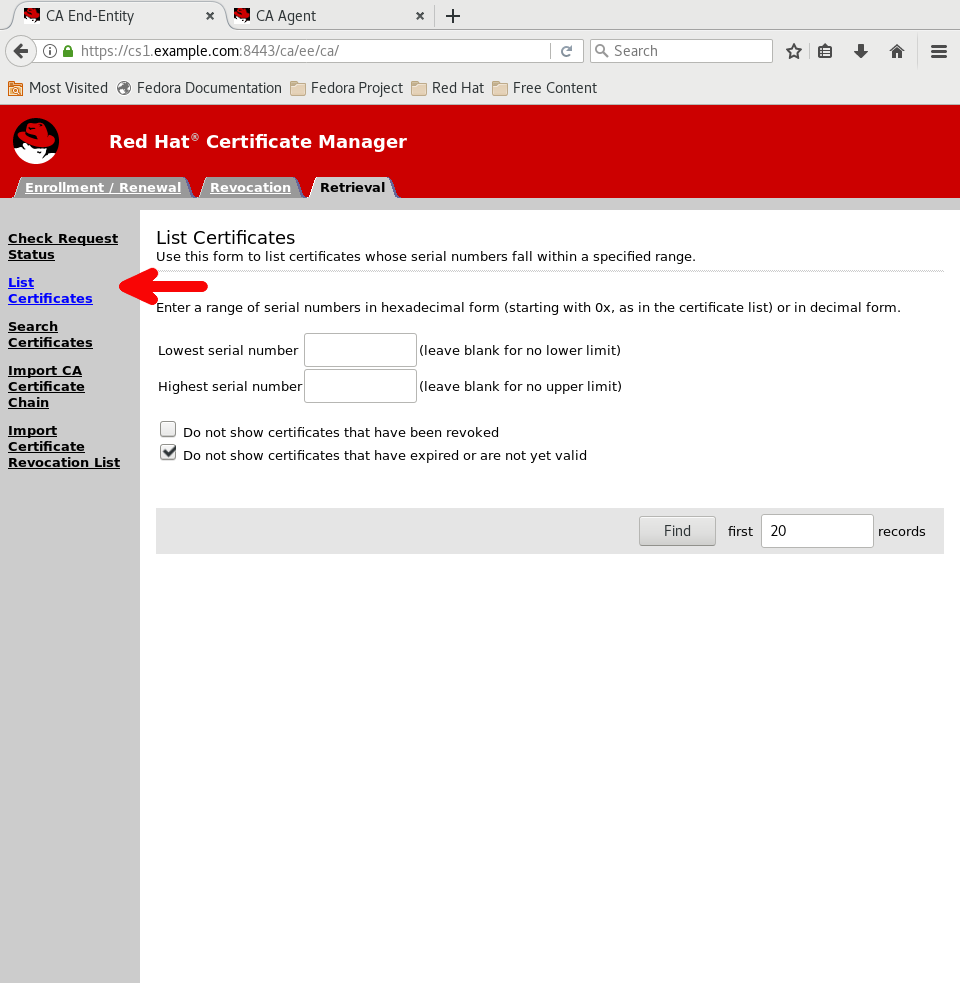 CA End-Entity
CA Agent
https://cs1.example.com:8443/ca/ee/ca/
Search
Most Visited
Fedora Documentation
Fedora Project
Red Hat
Free Content
Red Hat® Certificate Manager
Enrollment / Renewal
Revocation
Retrieval
Check Request
Status
List
Certificates
Search
Certificates
Import CA
Certificate
Chain
Import
Certificate
Revocation List
List Certificates
Use this form to list certificates whose serial numbers fall within a specified range.
Enter a range of serial numbers in hexadecimal form (starting with 0x, as in the certificate list) or in decimal form.
Lowest serial number (leave blank for no lower limit)
Highest serial number (leave blank for no upper limit)
Do not show certificates that have been revoked
Do not show certificates that have expired or are not yet valid
Find first 20 records